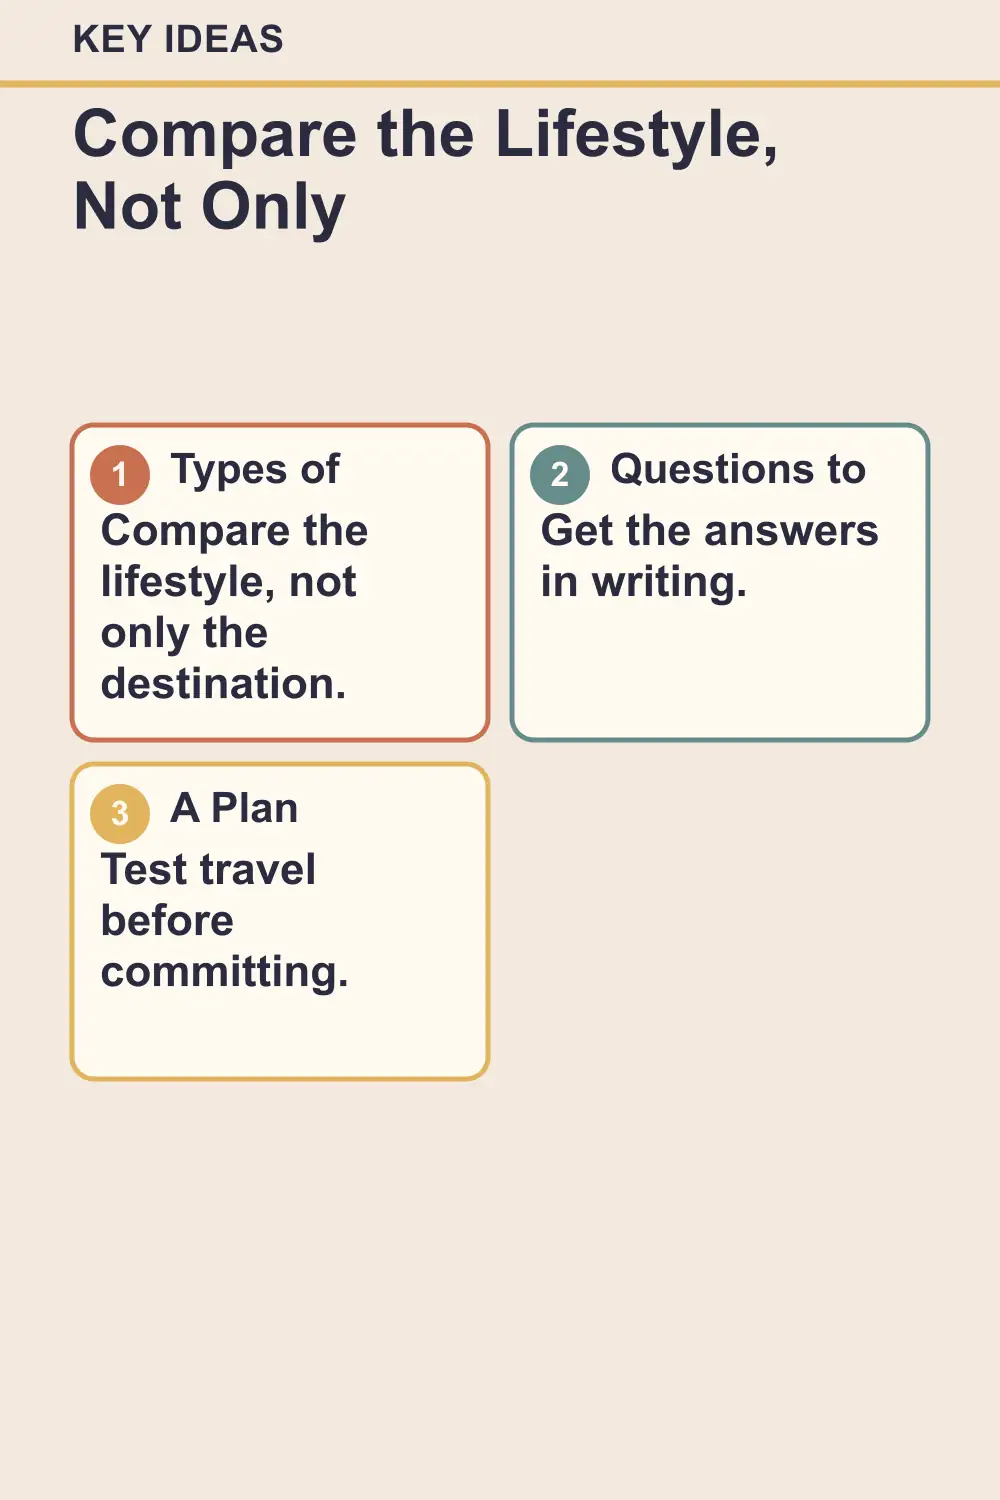 KEY IDEAS
Compare the Lifestyle,
Not Only
1 Types of
Compare the
lifestyle, not
only the
destination.
2 Questions to
Get the answers
in writing.
3 A Plan
Test travel
before
committing.